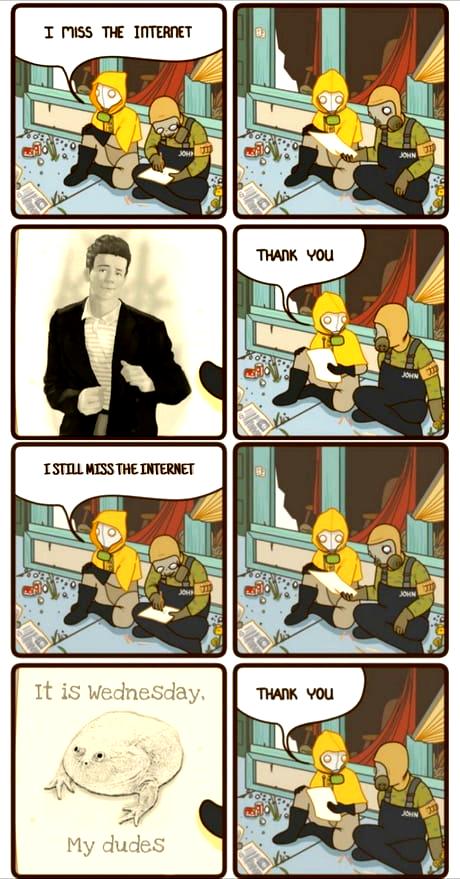 I MISS THE INTERNET
JOHN
JOHN
THANK YOU
JOHN
I STILL MISS THE INTERNET
JOHN
JOHN
It is Wednesday,
My dudes
THANK YOU
JOHN